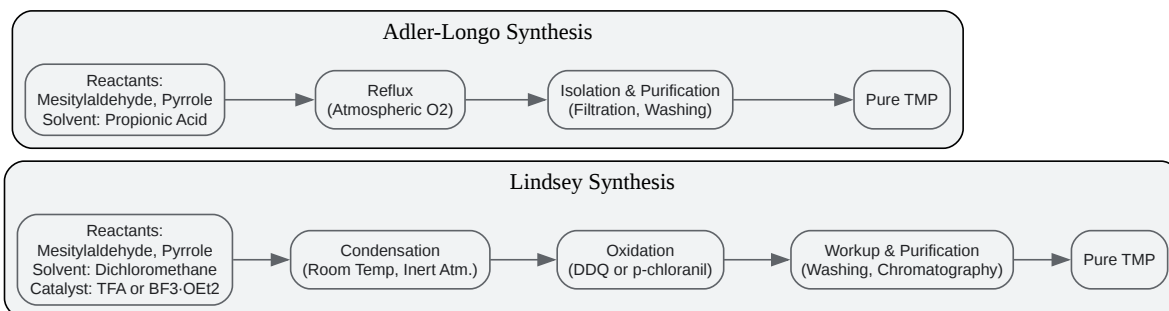 Adler-Longo Synthesis
Reactants:
Mesitylaldehyde, Pyrrole
Solvent: Propionic Acid
Reflux
(Atmospheric O2)
Isolation & Purification
(Filtration, Washing)
Pure TMP
Lindsey Synthesis
Reactants:
Mesitylaldehyde, Pyrrole
Solvent: Dichloromethane
Catalyst: TFA or BF3·OEt2
Condensation
(Room Temp, Inert Atm.)
Oxidation
(DDQ or p-chloranil)
Workup & Purification
(Washing, Chromatography)
Pure TMP